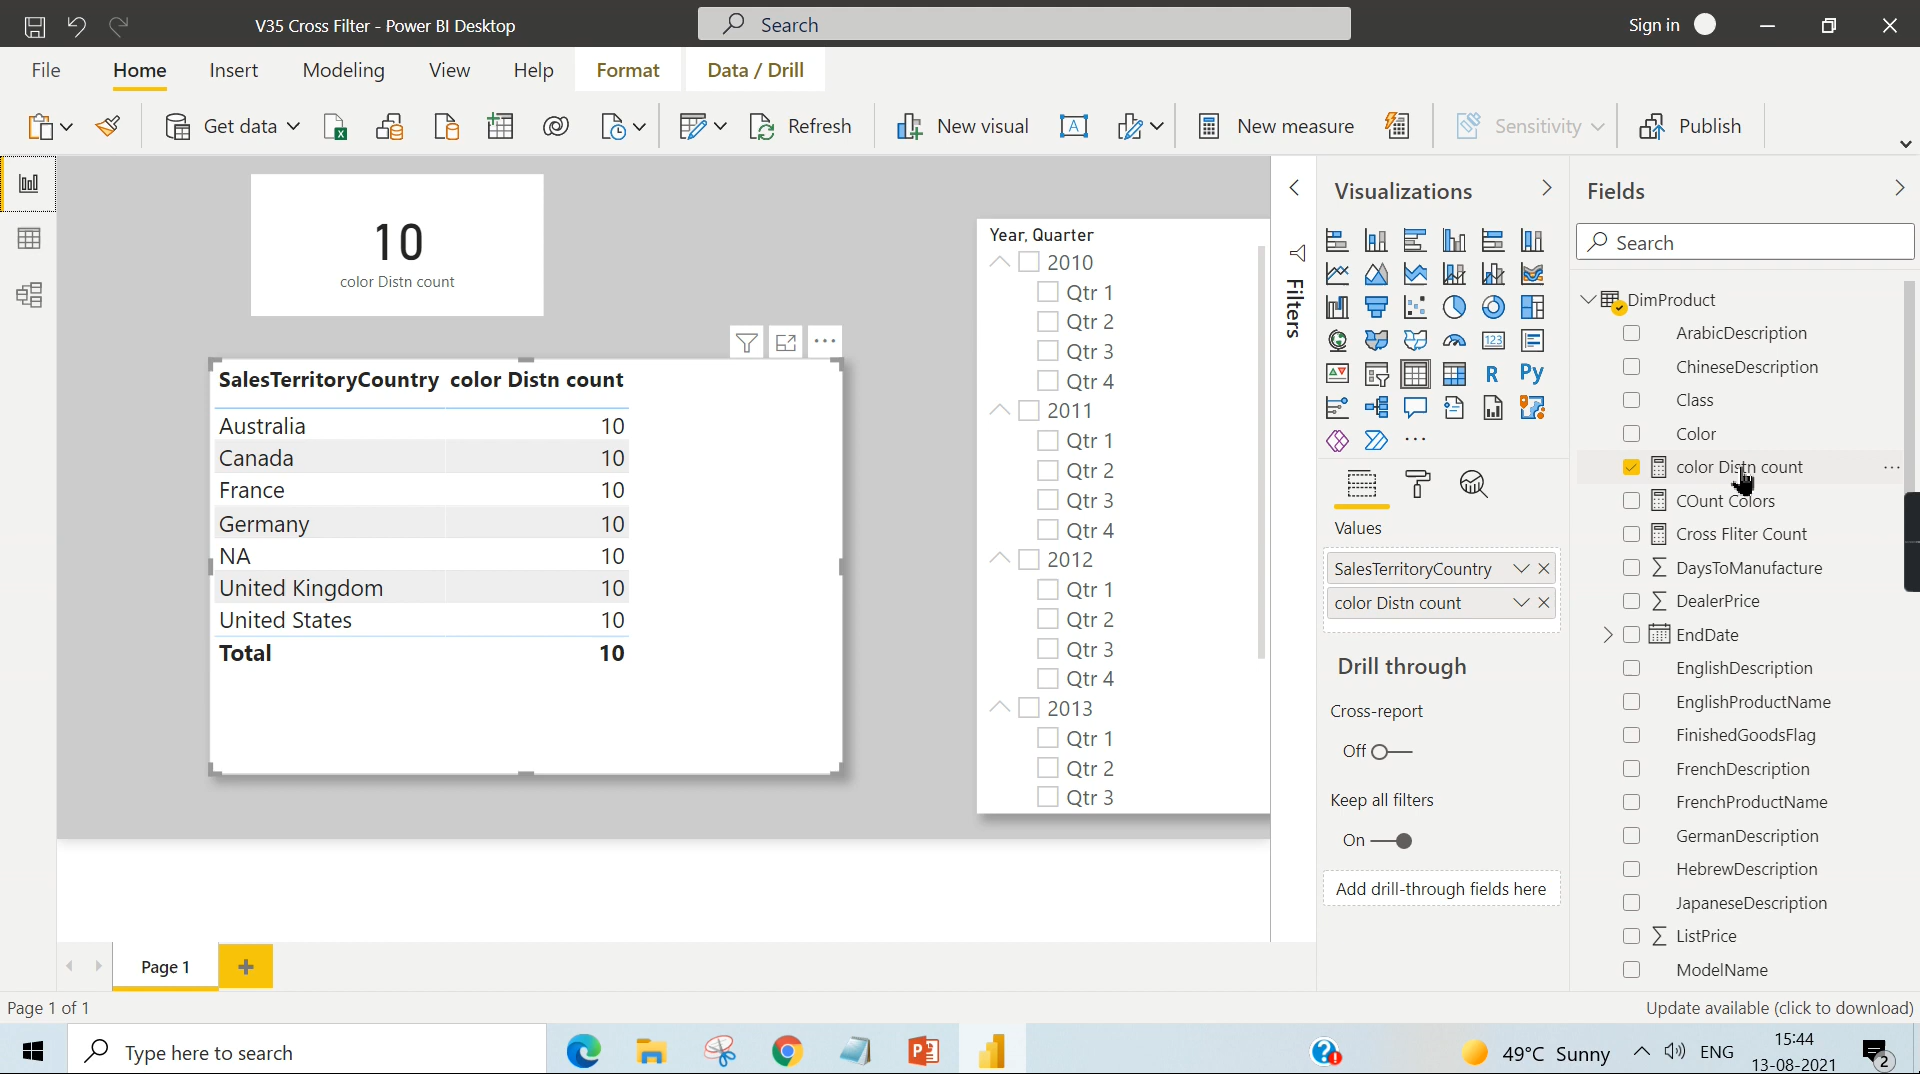 V35 Cross Filter - Power BI Desktop
Search
Sign in
File
Home
Insert
Modeling
View
Help
Format
Data / Drill
Get data
Refresh
New visual
New measure
Sensitivity
Publish
10
color Distn count
SalesTerritoryCountry color Distn count
Australia 10
Canada 10
France 10
Germany 10
NA 10
United Kingdom 10
United States 10
Total 10
Year, Quarter
2010
Qtr 1
Qtr 2
Qtr 3
Qtr 4
2011
Qtr 1
Qtr 2
Qtr 3
Qtr 4
2012
Qtr 1
Qtr 2
Qtr 3
Qtr 4
2013
Qtr 1
Qtr 2
Qtr 3
Filters
Visualizations
123
R
Py
Values
SalesTerritoryCountry
color Distn count
Drill through
Cross-report
Off
Keep all filters
On
Add drill-through fields here
Fields
Search
DimProduct
ArabicDescription
ChineseDescription
Class
Color
color Distn count
COunt Colors
Cross Fliter Count
DaysToManufacture
DealerPrice
EndDate
EnglishDescription
EnglishProductName
FinishedGoodsFlag
FrenchDescription
FrenchProductName
GermanDescription
HebrewDescription
JapaneseDescription
ListPrice
ModelName
Page 1
Page 1 of 1
Update available (click to download)
Type here to search
49°C Sunny
ENG
15:44
13-08-2021
2